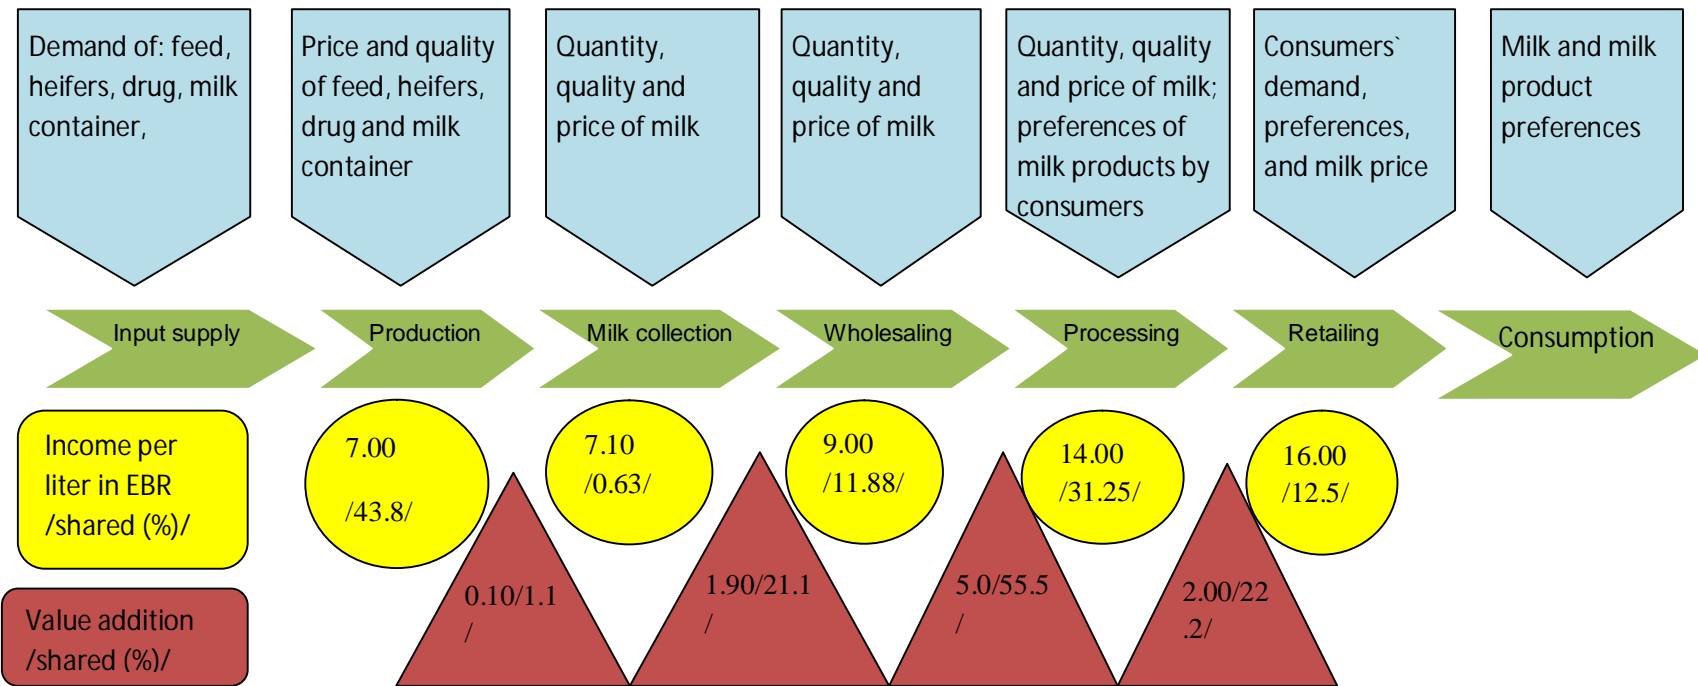 Demand of: feed,
heifers, drug, milk
container,
Price and quality
of feed, heifers,
drug and milk
container
Quantity,
quality and
price of milk
Quantity,
quality and
price of milk
Quantity, quality
and price of milk;
preferences of
milk products by
consumers
Consumers`
demand,
preferences,
and milk price
Milk and milk
product
preferences
Input supply
Production
Milk collection
Wholesaling
Processing
Retailing
Consumption
Income per
liter in EBR
/shared (%)/
7.00
/43.8/
7.10
/0.63/
9.00
/11.88/
14.00
/31.25/
16.00
/12.5/
Value addition
/shared (%)/
0.10/1.1
/
1.90/21.1
/
5.0/55.5
/
2.00/22
.2/